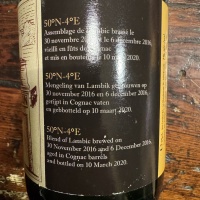 50°N-4°E
Assemblage de Lambic brassé le
30 novembre 2016 et le 6 décembre 2016,
vieilli en fûts de Cognac
et mis en bouteille le 10 mars 2020.
50°N-4°E
Mengeling van Lambik gebrouwen op
30 november 2016 en 6 december 2016,
gerijpt in Cognac vaten
en gebotteld op 10 maart 2020.
50°N-4°E
Blend of Lambic brewed on
30 November 2016 and 6 December 2016,
aged in Cognac barrels
and bottled on 10 March 2020.